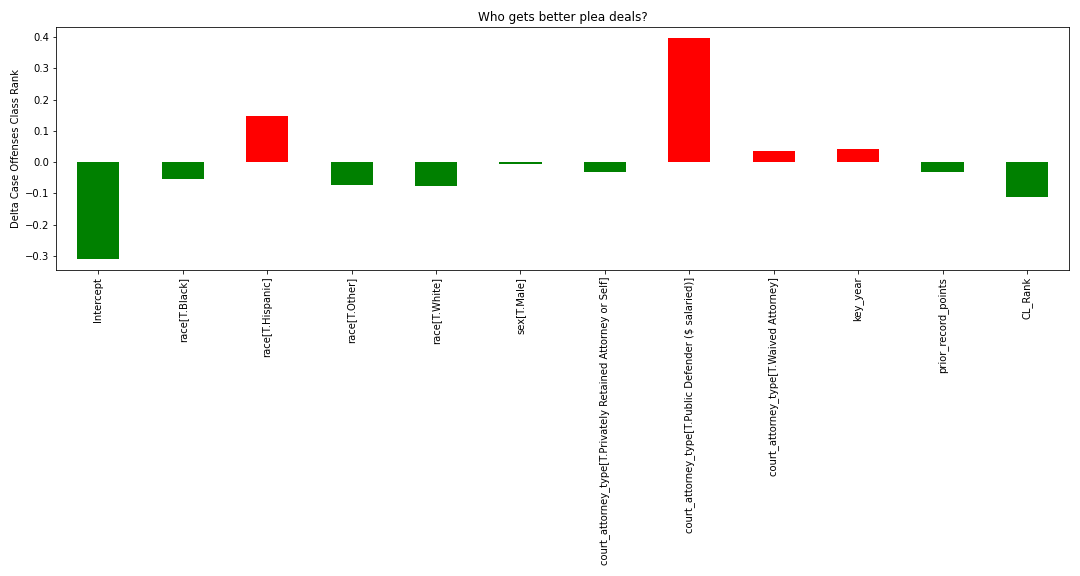 Who gets better plea deals?
Delta Case Offenses Class Rank
0.4
0.3
0.2
0.1
0.0
−0.1
−0.2
−0.3
Intercept
race[T.Black]
race[T.Hispanic]
race[T.Other]
race[T.White]
sex[T.Male]
court_attorney_type[T.Privately Retained Attorney or Self]
court_attorney_type[T.Public Defender ($ salaried)]
court_attorney_type[T.Waived Attorney]
key_year
prior_record_points
CL_Rank